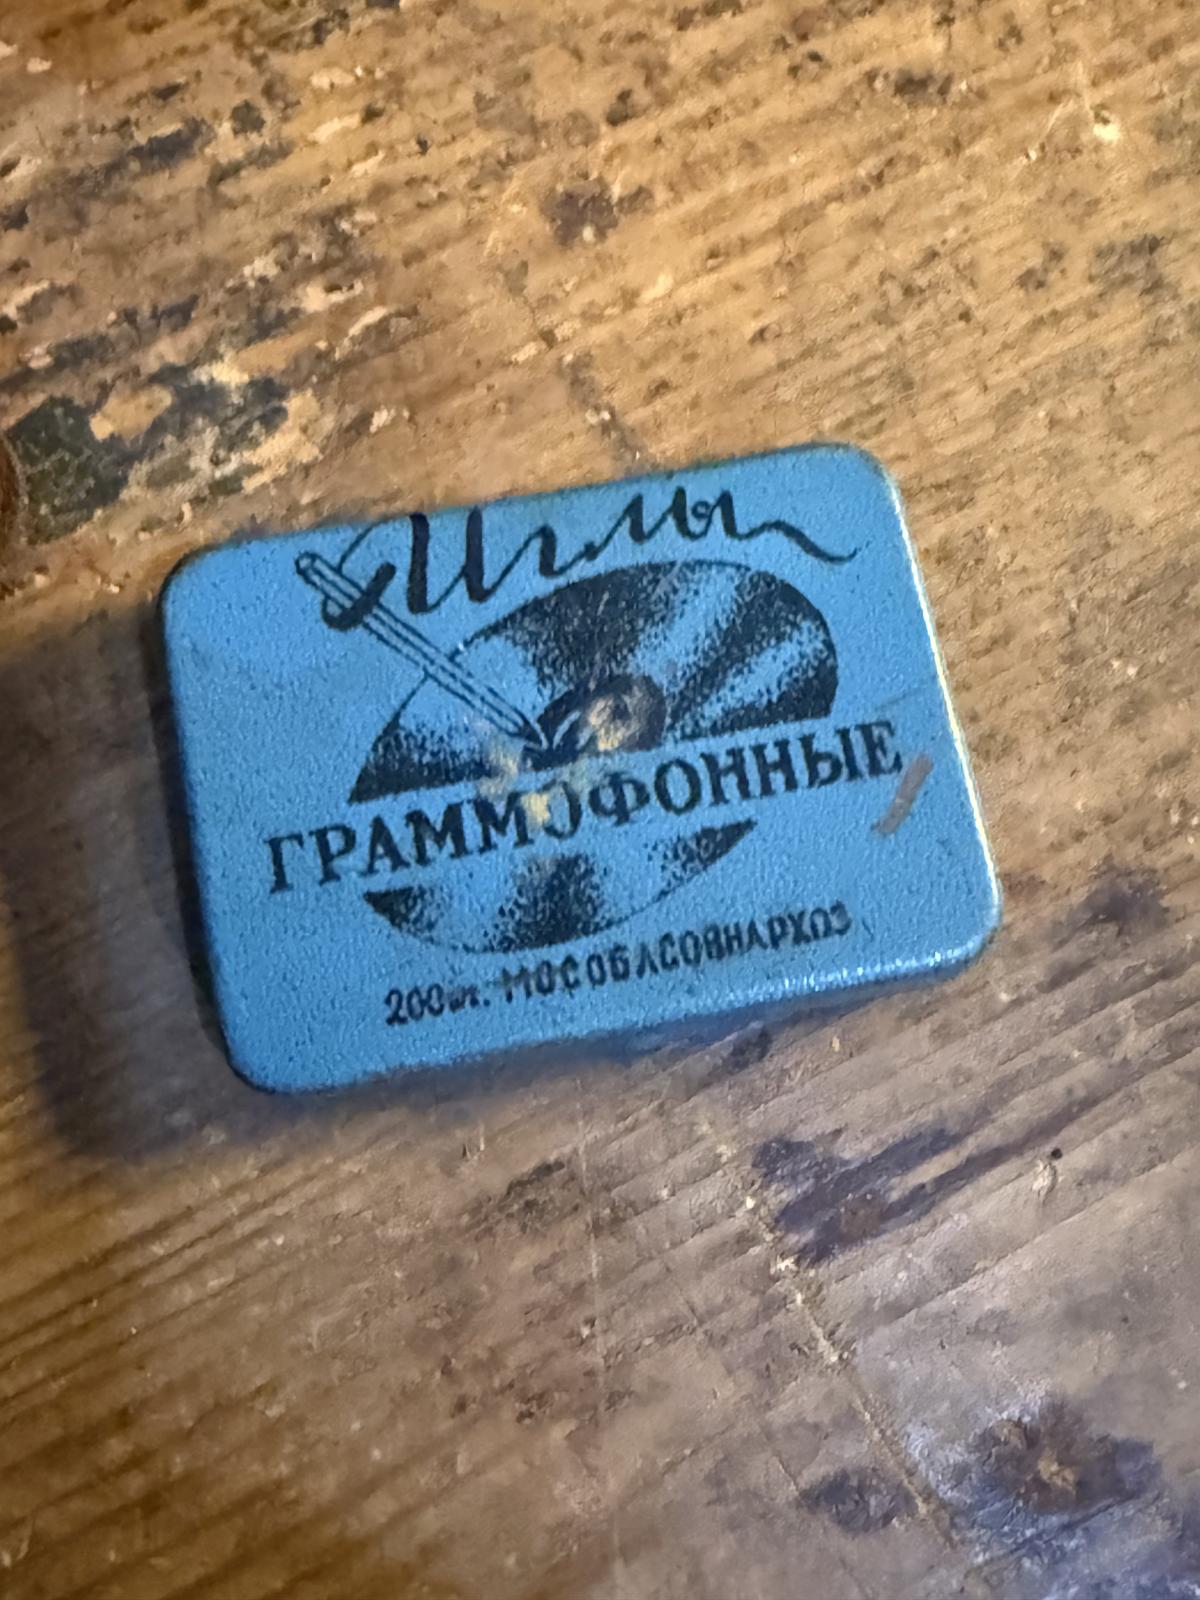 Иглы
ГРАММОФОННЫЕ
200шт. МОСОБЛСОВНАРХОЗ